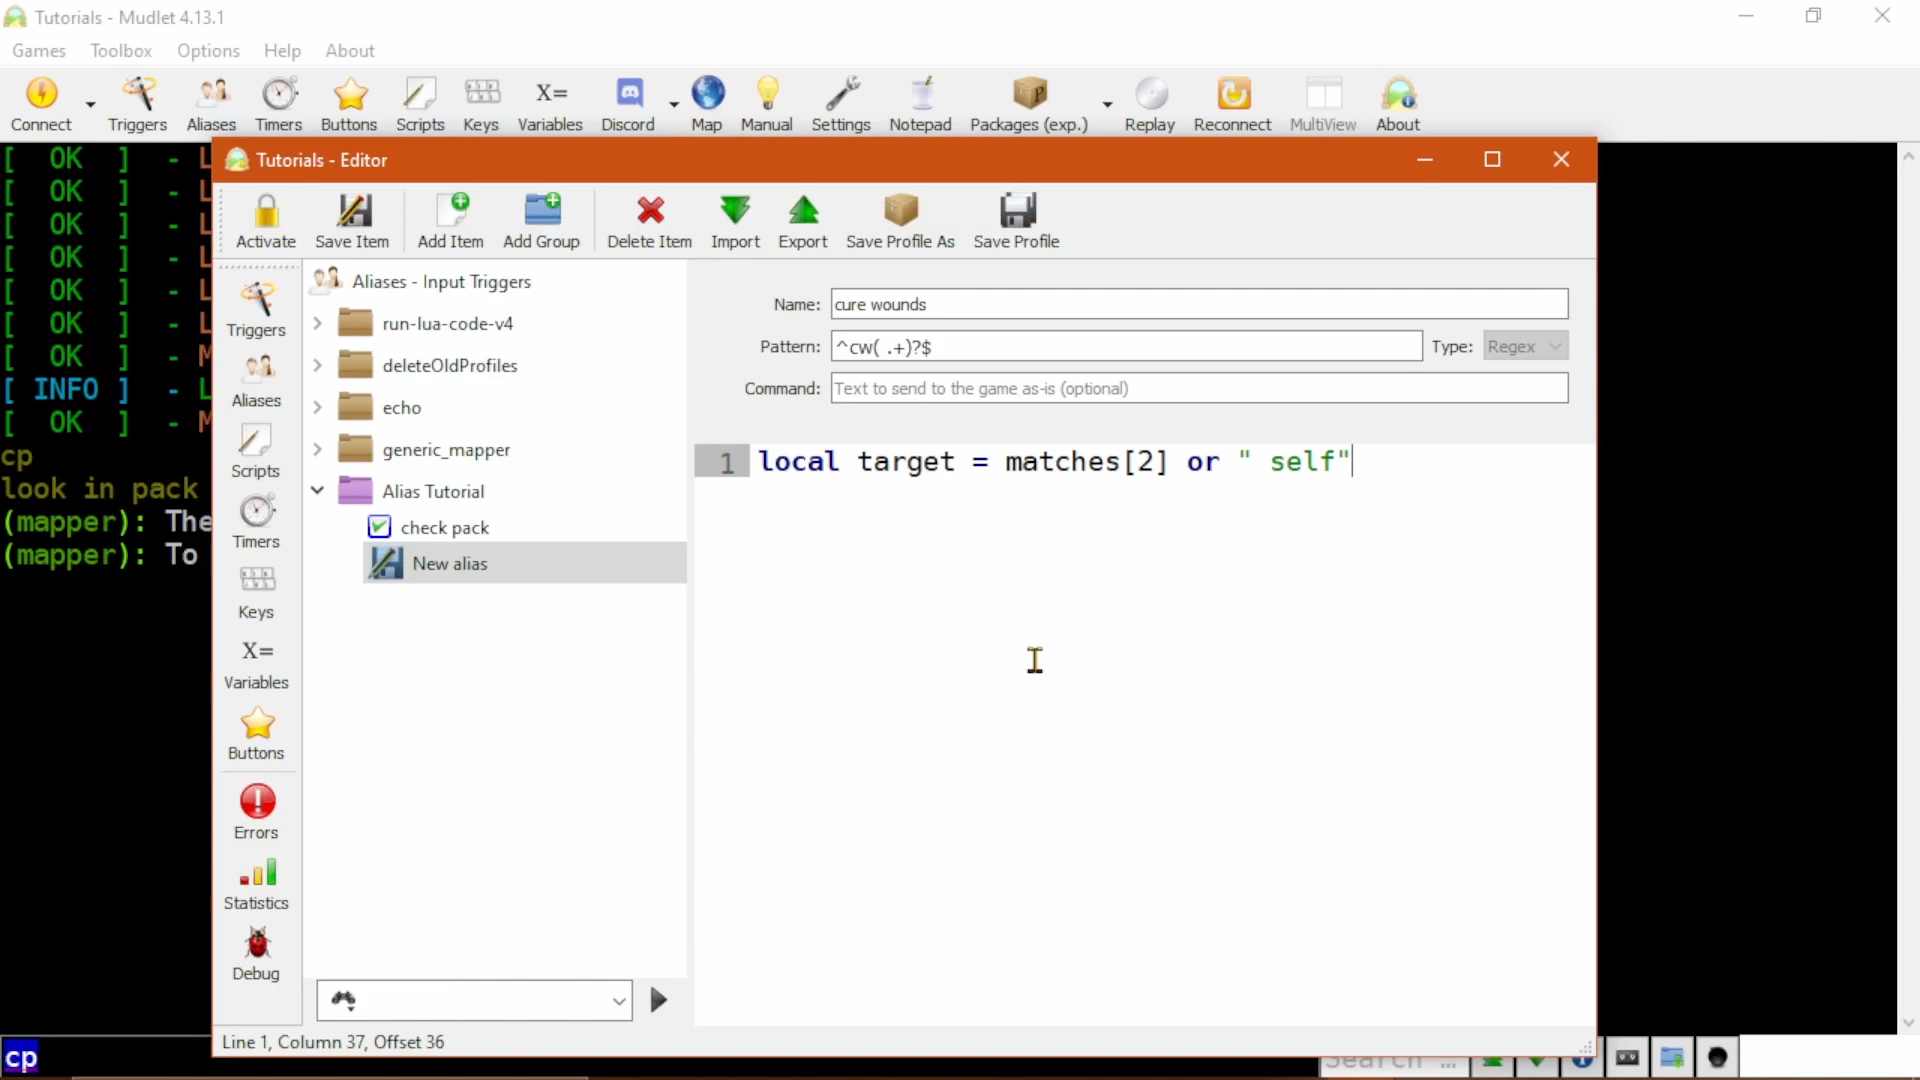 Tutorials - Mudlet 4.13.1
Games Toolbox Options Help About
Connect Triggers Aliases Timers Buttons Scripts Keys X= Variables Discord Map Manual Settings Notepad Packages (exp.) Replay Reconnect MultiView About
[ OK ] - L
[ OK ] - L
[ OK ] - L
[ OK ] - L
[ OK ] - L
[ OK ] - L
[ OK ] - M
[ INFO ] - L
[ OK ] - M
cp
look in pack
(mapper): The
(mapper): To
cp
Tutorials - Editor
Activate Save Item Add Item Add Group Delete Item Import Export Save Profile As Save Profile
Triggers
Aliases
Scripts
Timers
Keys
X=
Variables
Buttons
Errors
Statistics
Debug
Aliases - Input Triggers
run-lua-code-v4
deleteOldProfiles
echo
generic_mapper
Alias Tutorial
check pack
New alias
Name: cure wounds
Pattern: ^cw( .+)?$ Type: Regex
Command: Text to send to the game as-is (optional)
1 local target = matches[2] or " self"
Line 1, Column 37, Offset 36
Search ...